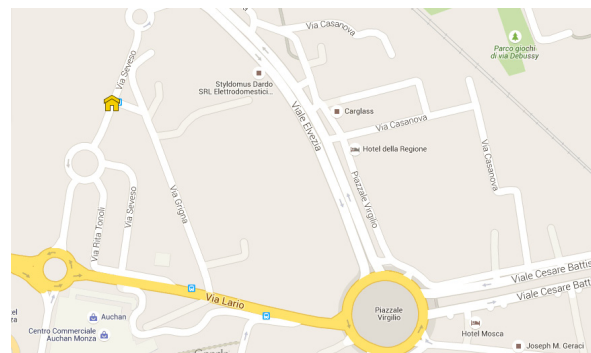 Via Casanova
Parco giochi
di via Debussy
Via Seveso
Styldomus Dardo
SRL Elettrodomestici...
Viale Elvezia
Carglass
Via Casanova
Hotel della Regione
Via Casanova
Piazzale Virgilio
Via Grigna
Via Seveso
Via Rita Tonoli
Viale Cesare Battis
Viale Cesare Batt
Via Lario
Piazzale
Virgilio
Auchan
Centro Commerciale
Auchan Monza
Hotel Mosca
Joseph M. Geraci